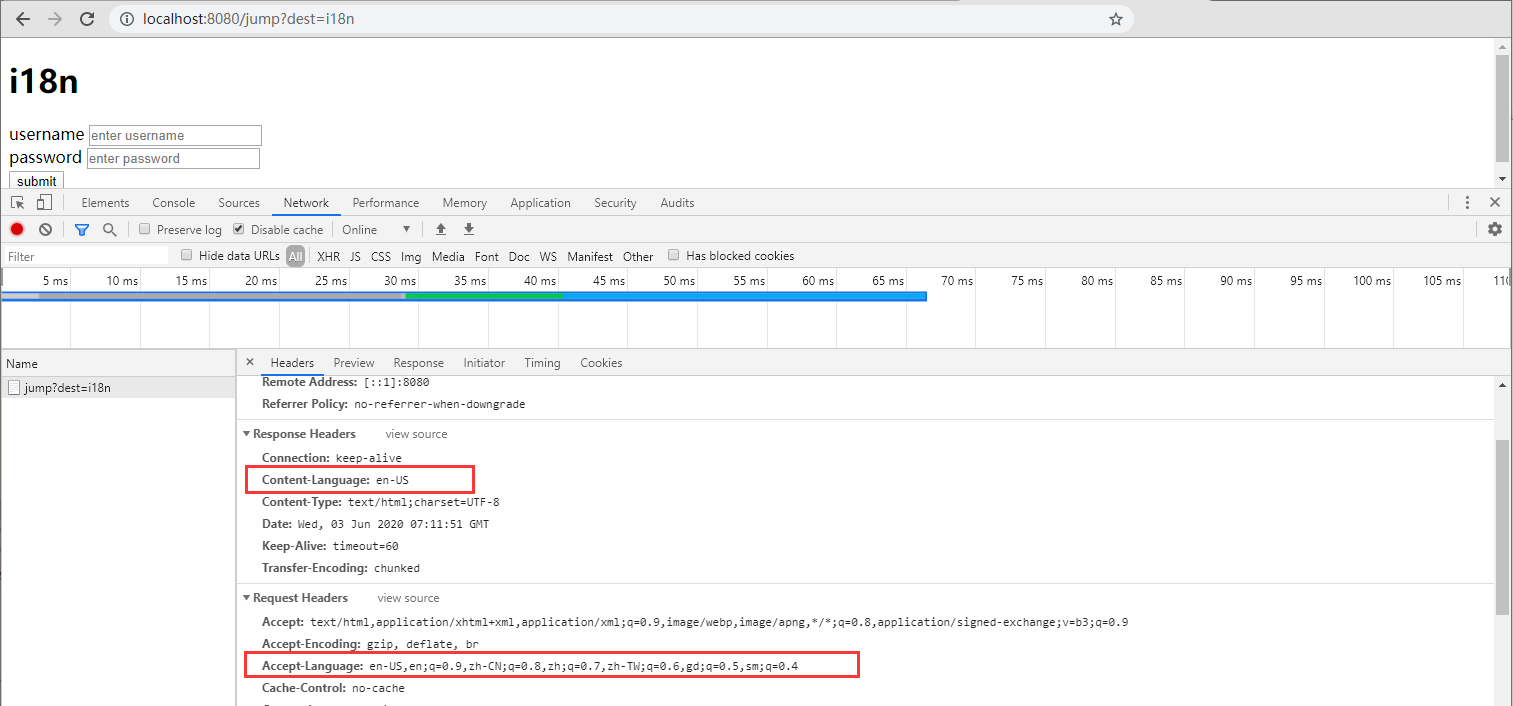 localhost:8080/jump?dest=i18n
i18n
username enter username
password enter password
submit
Elements Console Sources Network Performance Memory Application Security Audits
Preserve log Disable cache Online
Filter Hide data URLs All XHR JS CSS Img Media Font Doc WS Manifest Other Has blocked cookies
5 ms 10 ms 15 ms 20 ms 25 ms 30 ms 35 ms 40 ms 45 ms 50 ms 55 ms 60 ms 65 ms 70 ms 75 ms 80 ms 85 ms 90 ms 95 ms 100 ms 105 ms
Name
jump?dest=i18n
Headers Preview Response Initiator Timing Cookies
Remote Address: [::1]:8080
Referrer Policy: no-referrer-when-downgrade
Response Headers view source
Connection: keep-alive
Content-Language: en-US
Content-Type: text/html;charset=UTF-8
Date: Wed, 03 Jun 2020 07:11:51 GMT
Keep-Alive: timeout=60
Transfer-Encoding: chunked
Request Headers view source
Accept: text/html,application/xhtml+xml,application/xml;q=0.9,image/webp,image/apng,*/*;q=0.8,application/signed-exchange;v=b3;q=0.9
Accept-Encoding: gzip, deflate, br
Accept-Language: en-US,en;q=0.9,zh-CN;q=0.8,zh;q=0.7,zh-TW;q=0.6,gd;q=0.5,sm;q=0.4
Cache-Control: no-cache